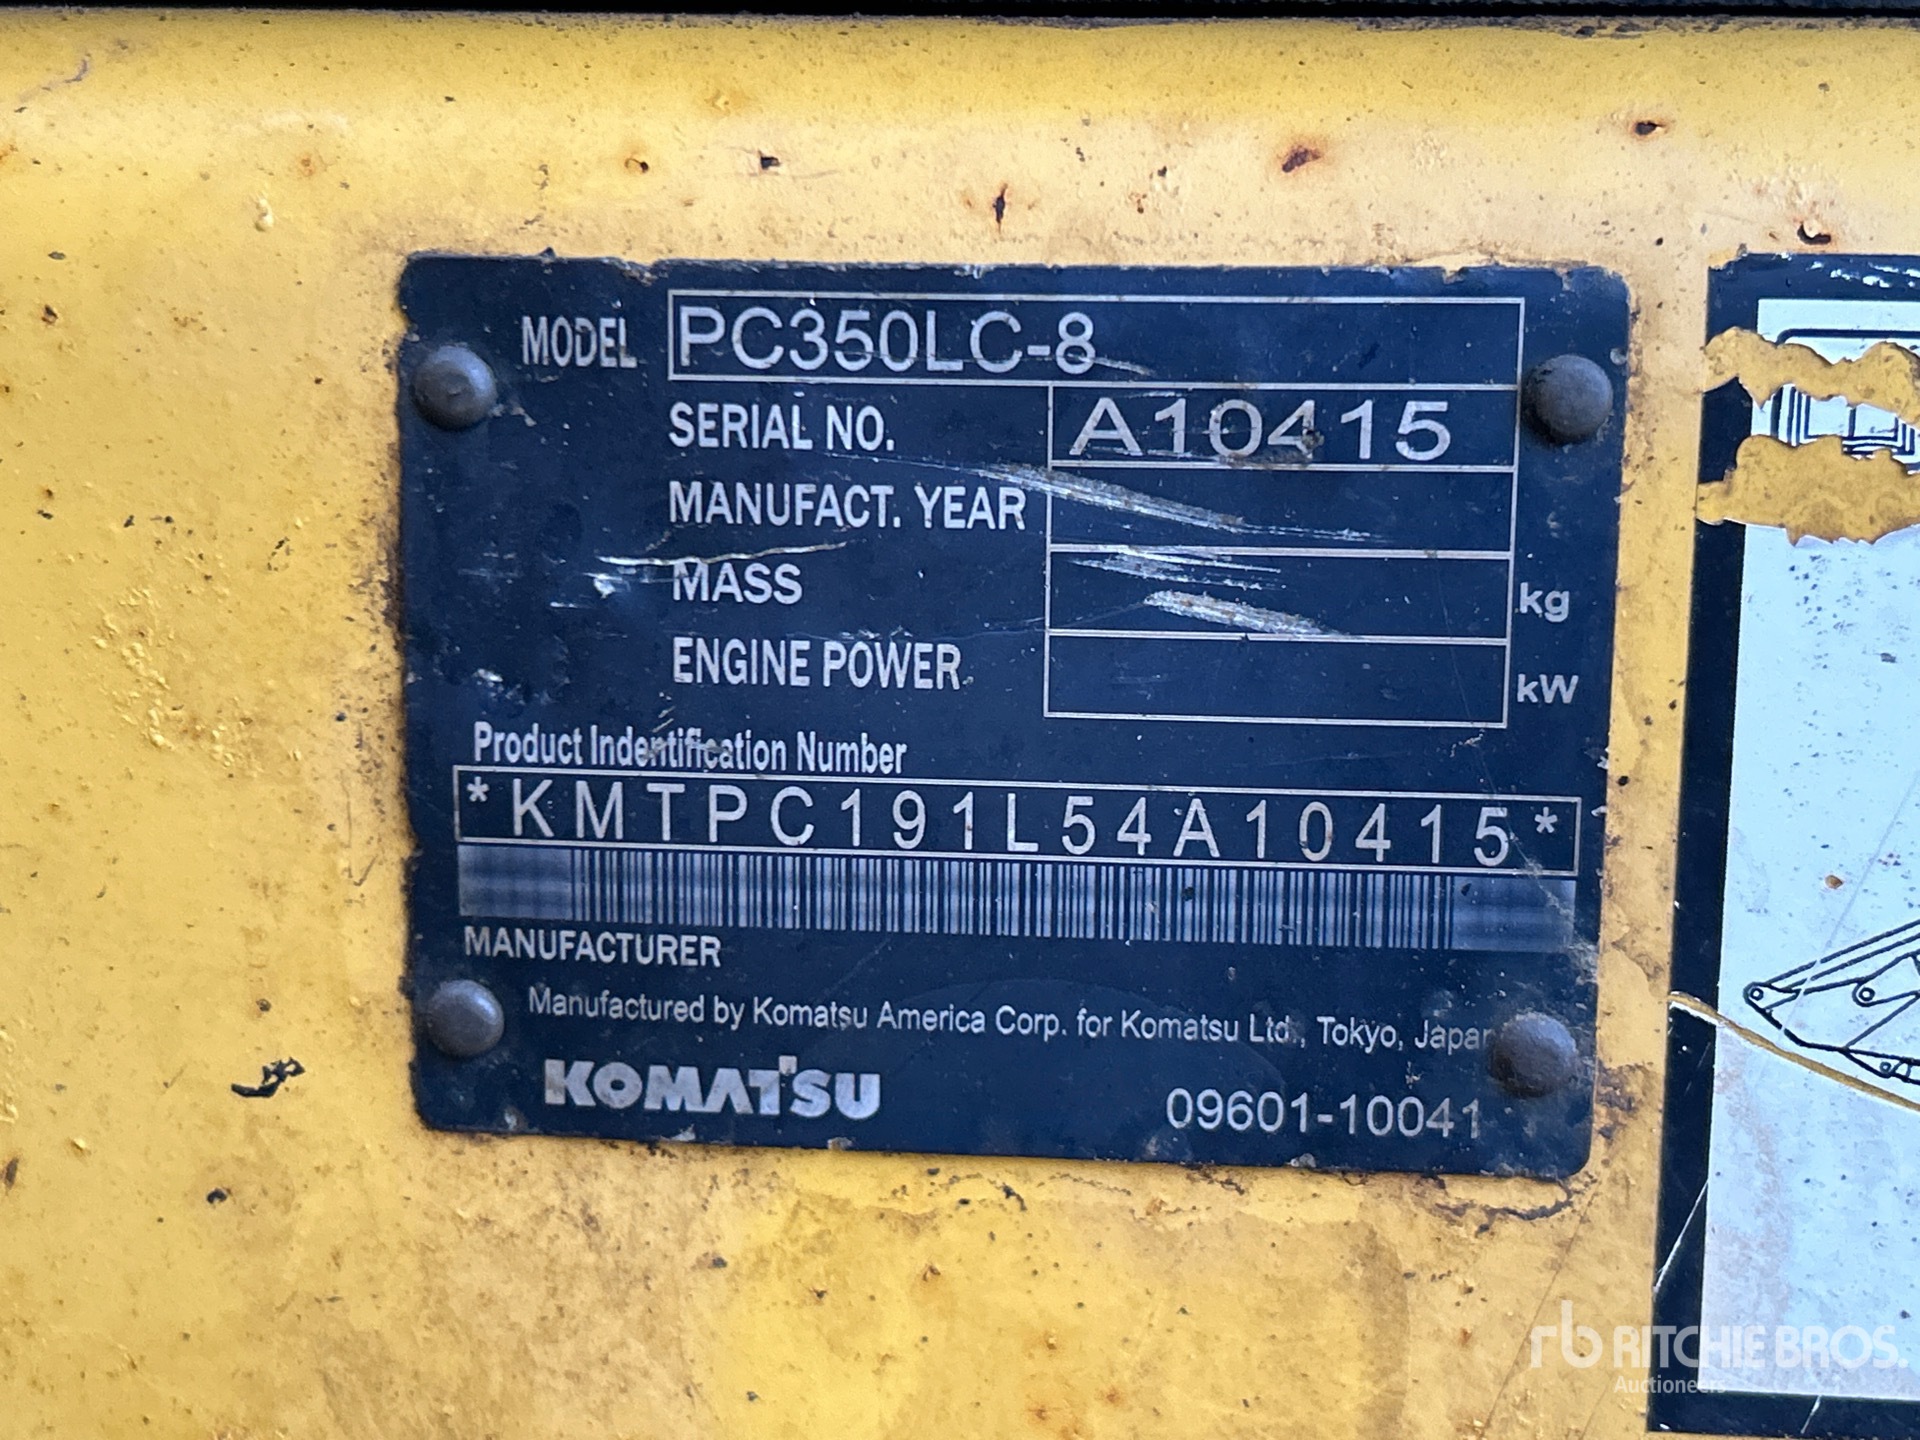 MODEL PC350LC-8
SERIAL NO. A10415
MANUFACT. YEAR
MASS kg
ENGINE POWER kW
Product Indentification Number
*KMTPC191L54A10415*
MANUFACTURER
Manufactured by Komatsu America Corp. for Komatsu Ltd., Tokyo, Japan
KOMATSU
09601-10041
rb RITCHIE BROS.
Auctioneers